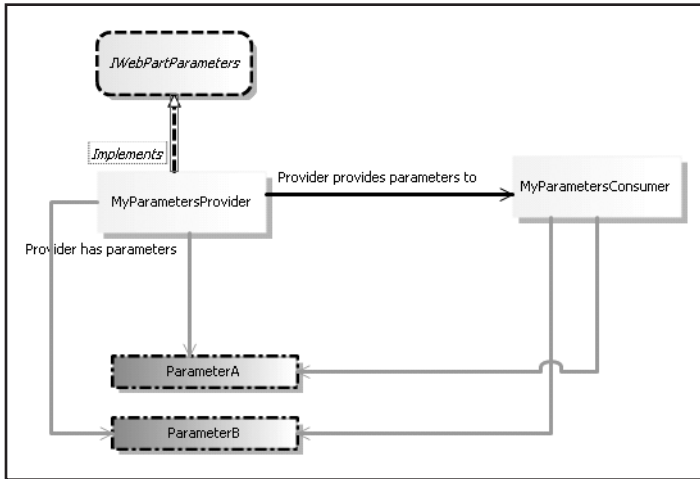 IWebPartParameters
Implements
Provider provides parameters to
MyParametersProvider
MyParametersConsumer
Provider has parameters
ParameterA
ParameterB